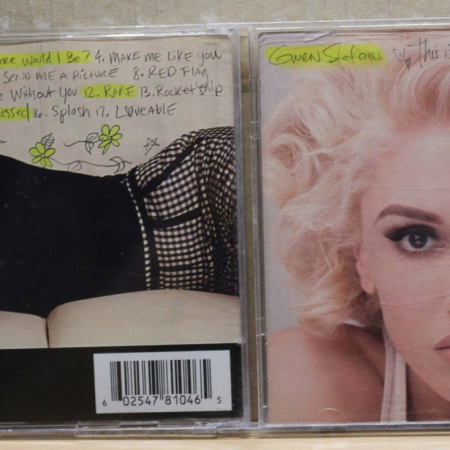 are Would I Be? 4. MAKE ME LIKE YOU
Send ME A PICTURE 8. RED FlAG
Without You 12. RARE 13. Rocketship
essed 16. Splash 17. LOVEABLE
6 02547 81046 5
GWEN Stefani This i